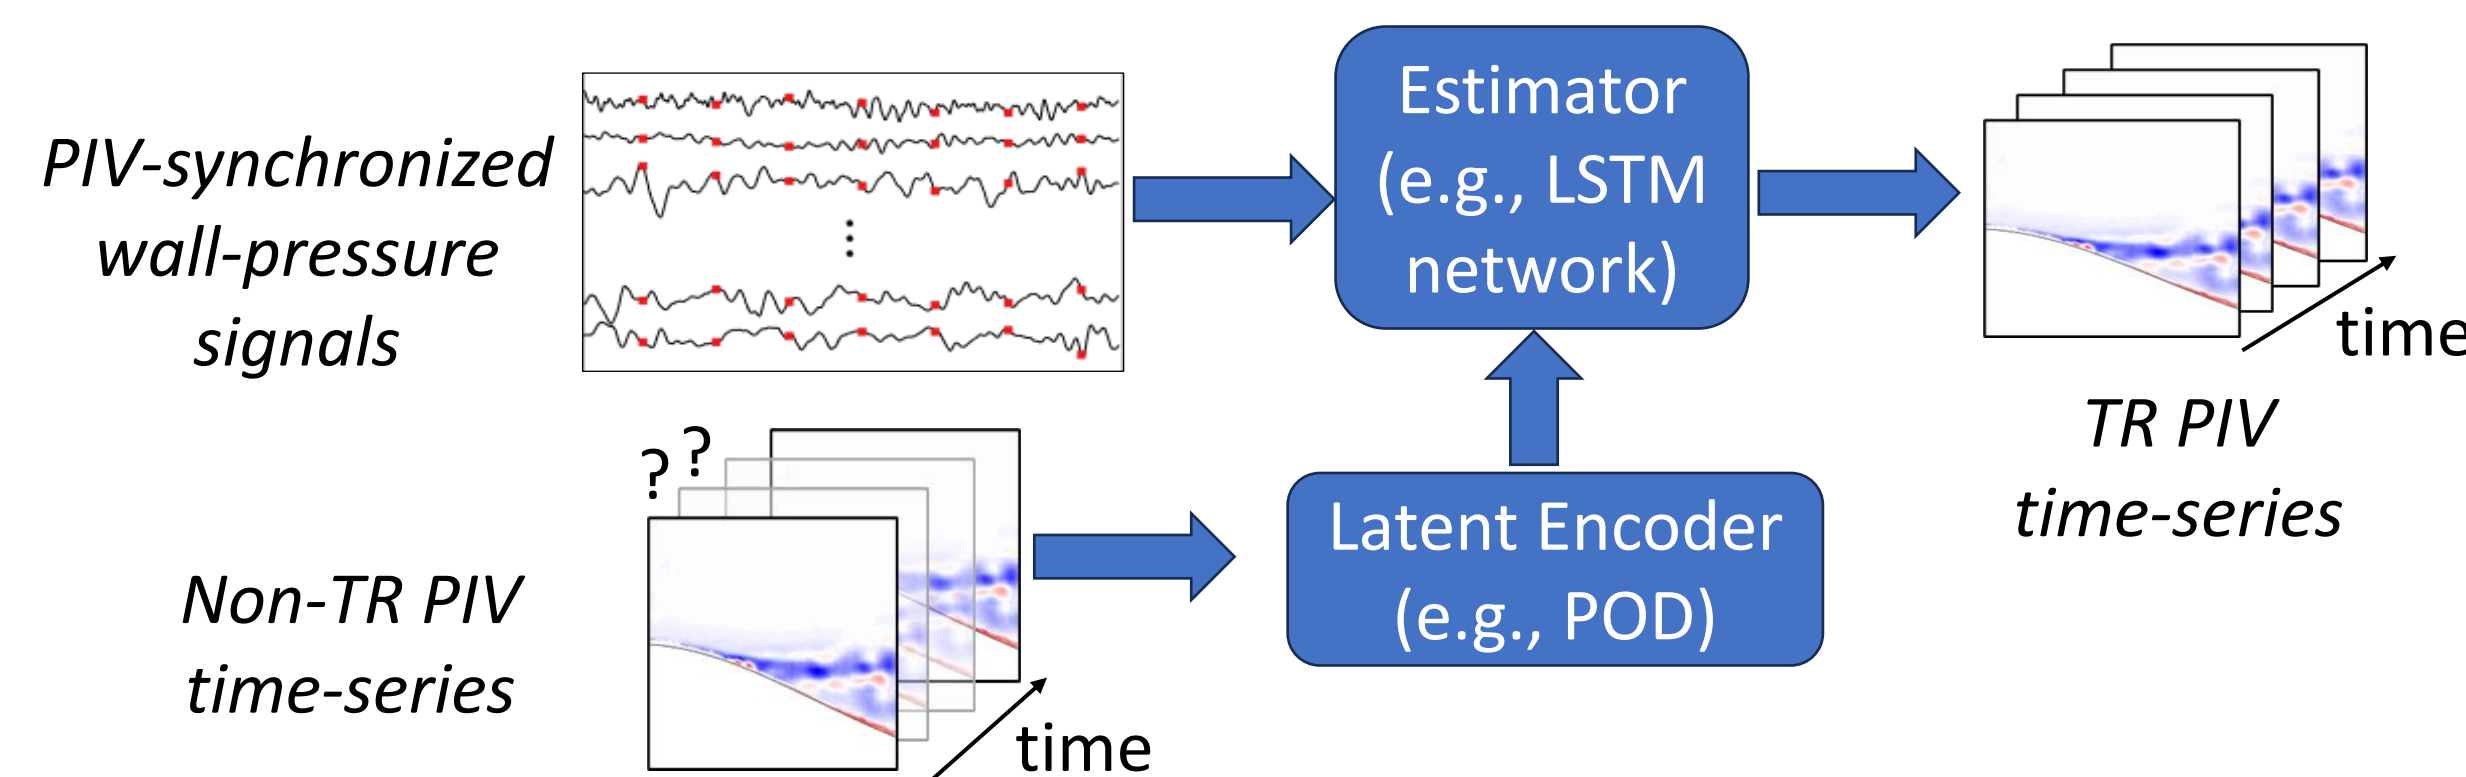 PIV-synchronized
wall-pressure
signals
Estimator
(e.g., LSTM
network)
time
TR PIV
time-series
? ?
Non-TR PIV
time-series
time
Latent Encoder
(e.g., POD)